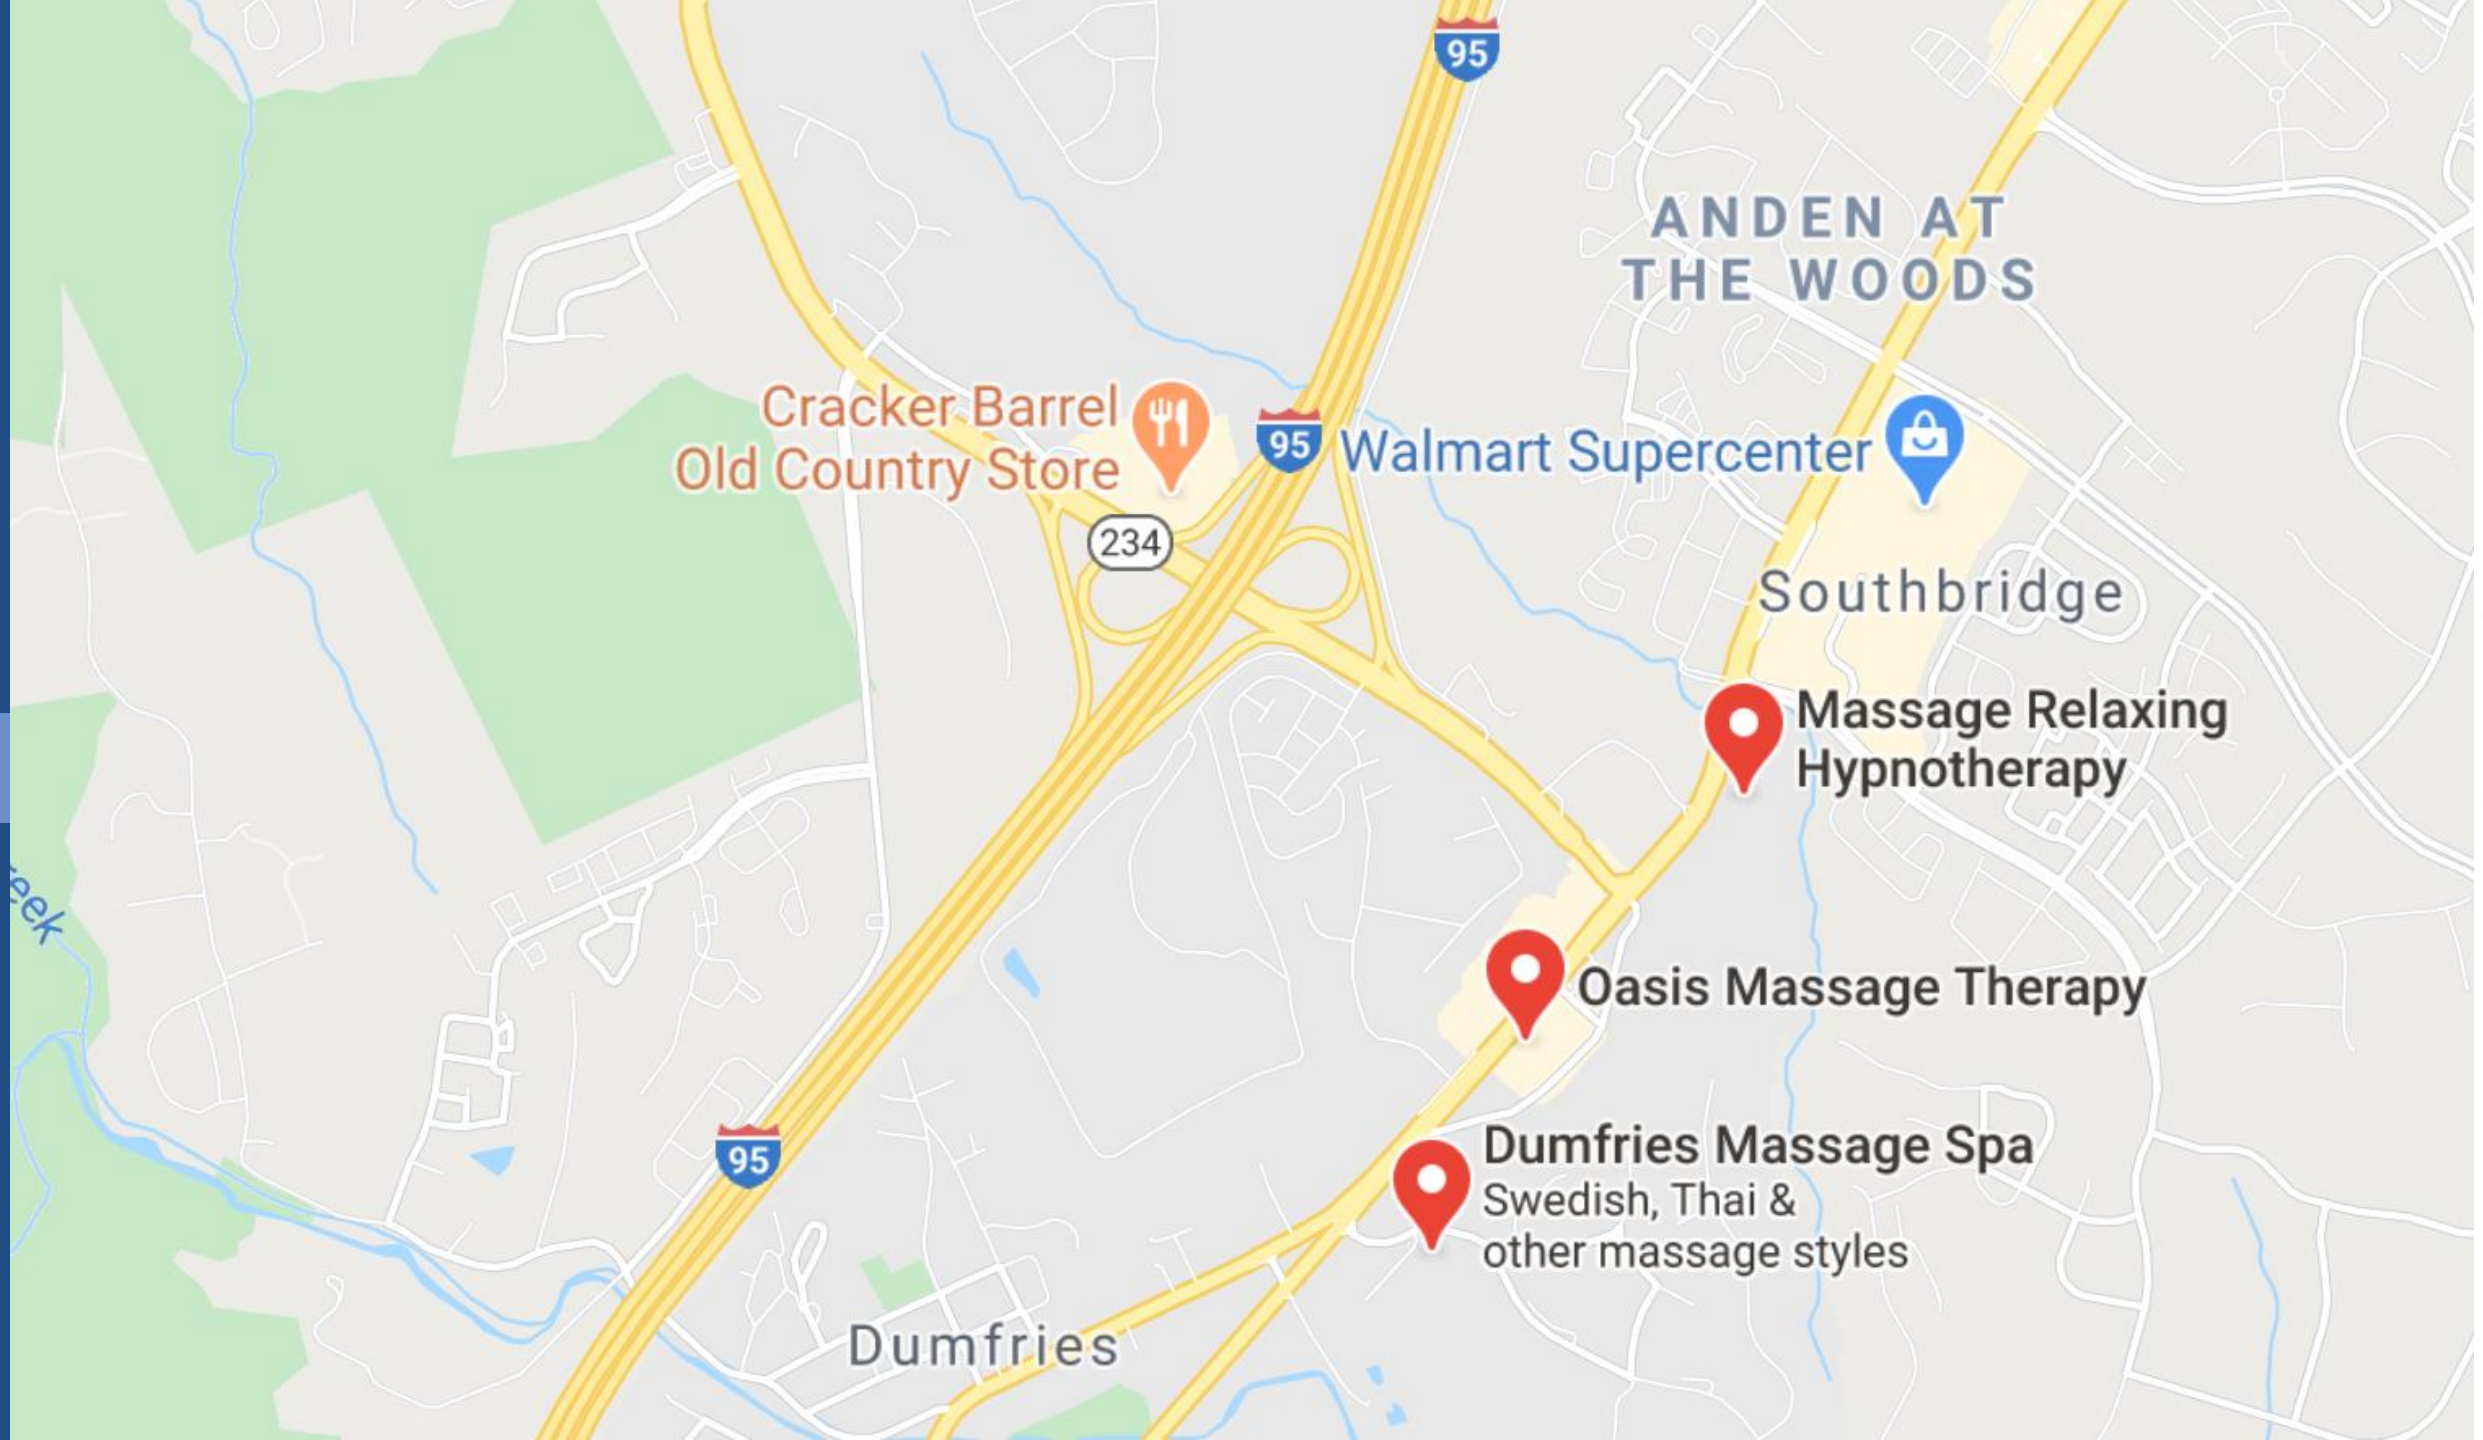 95
ANDEN AT
THE WOODS
Cracker Barrel
Old Country Store
95
Walmart Supercenter
234
Southbridge
Massage Relaxing
Hypnotherapy
eek
Oasis Massage Therapy
95
Dumfries Massage Spa
Swedish, Thai &
other massage styles
Dumfries